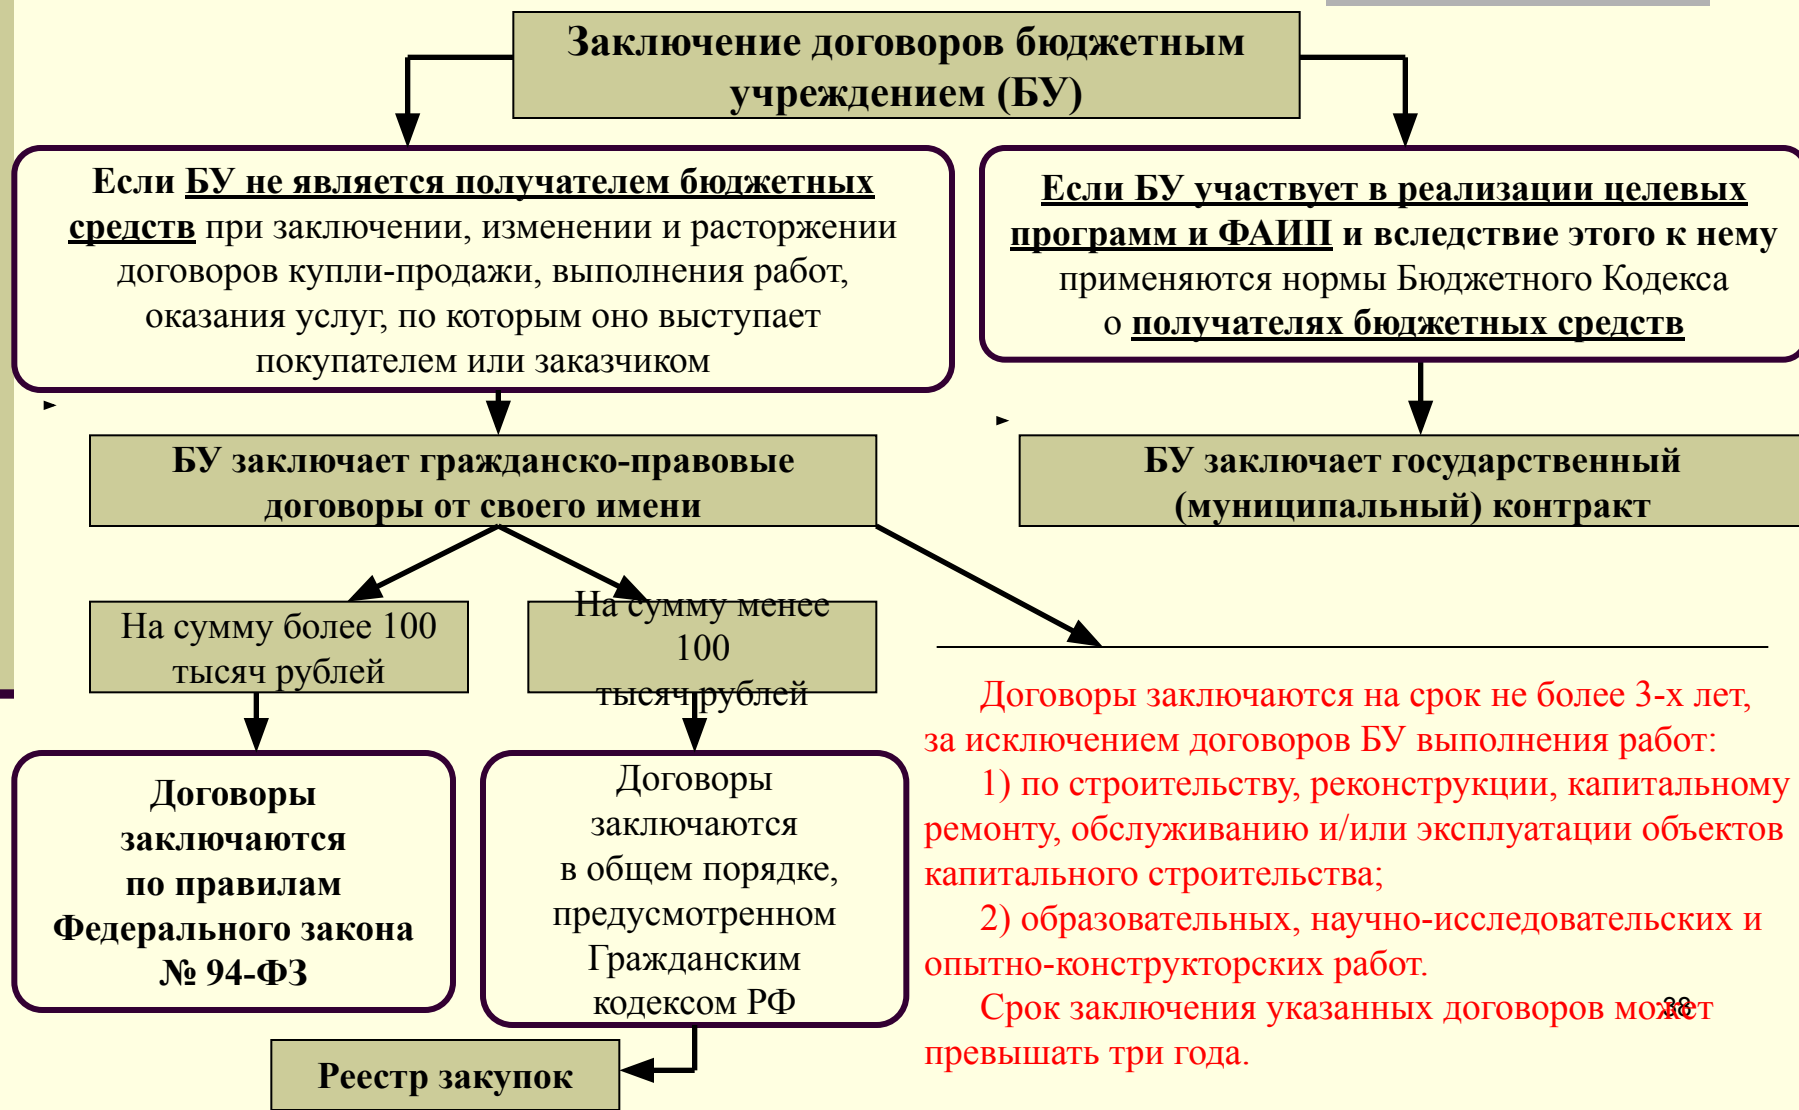 Заключение договоров бюджетным
учреждением (БУ)
Если БУ не является получателем бюджетных
средств при заключении, изменении и расторжении
договоров купли-продажи, выполнения работ,
оказания услуг, по которым оно выступает
покупателем или заказчиком
Если БУ участвует в реализации целевых
программ и ФАИП и вследствие этого к нему
применяются нормы Бюджетного Кодекса
о получателях бюджетных средств
БУ заключает гражданско-правовые
договоры от своего имени
БУ заключает государственный
(муниципальный) контракт
На сумму более 100
тысяч рублей
На сумму менее
100
тысяч рублей
Договоры
заключаются
по правилам
Федерального закона
№ 94-ФЗ
Договоры
заключаются
в общем порядке,
предусмотренном
Гражданским
кодексом РФ
Реестр закупок
Договоры заключаются на срок не более 3-х лет,
за исключением договоров БУ выполнения работ:
1) по строительству, реконструкции, капитальному
ремонту, обслуживанию и/или эксплуатации объектов
капитального строительства;
2) образовательных, научно-исследовательских и
опытно-конструкторских работ.
Срок заключения указанных договоров может
превышать три года.
38